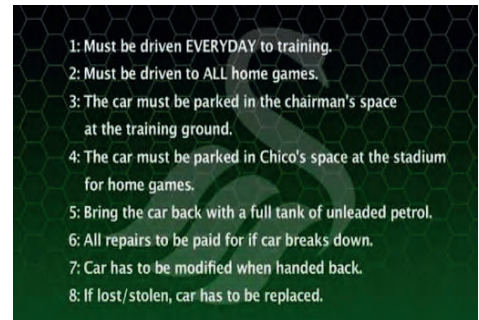 1: Must be driven EVERYDAY to training.
2: Must be driven to ALL home games.
3: The car must be parked in the chairman's space
at the training ground.
4: The car must be parked in Chico's space at the stadium
for home games.
5: Bring the car back with a full tank of unleaded petrol.
6: All repairs to be paid for if car breaks down.
7: Car has to be modified when handed back.
8: If lost/stolen, car has to be replaced.